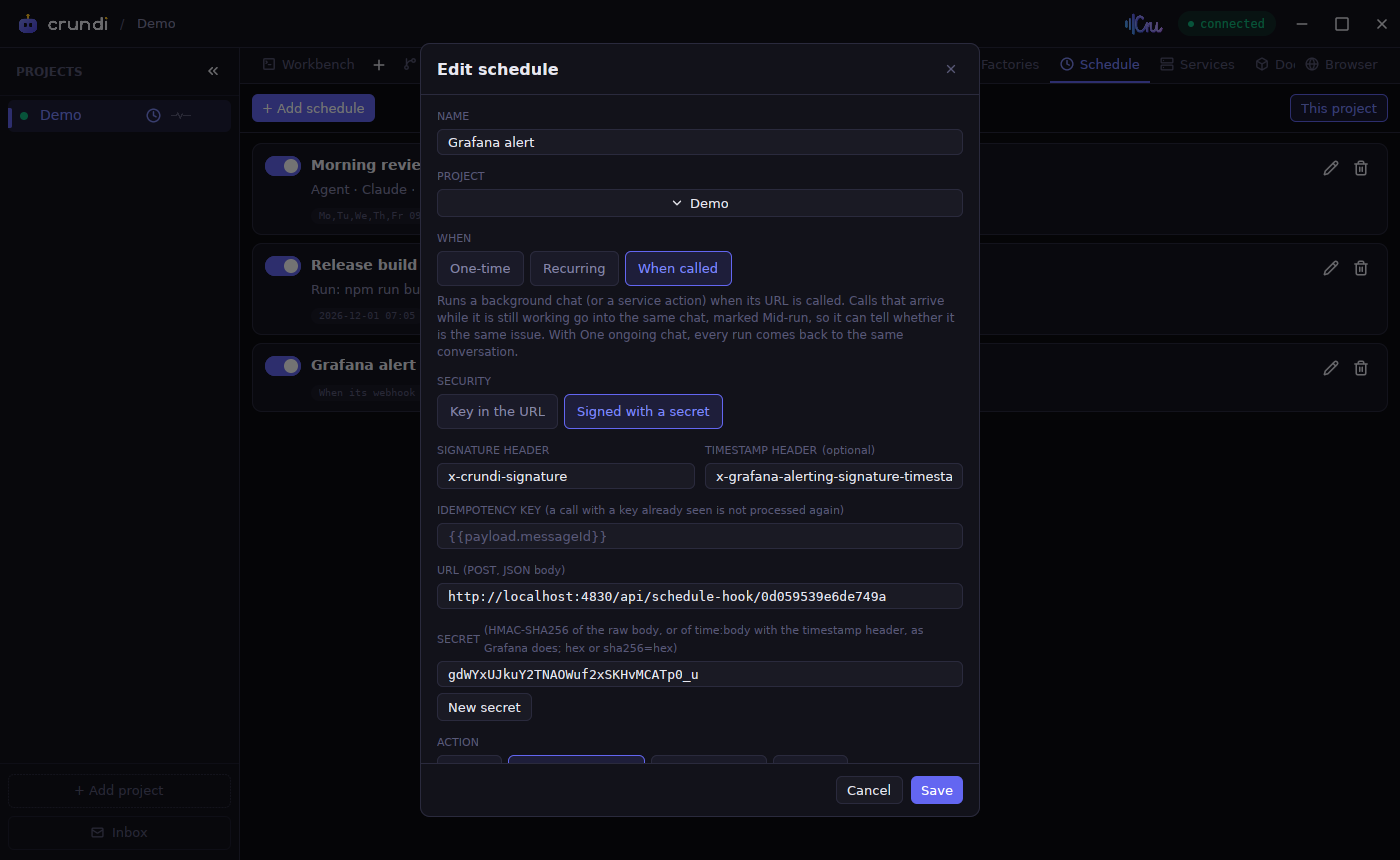 crundi / Demo
Cru
connected
PROJECTS
Workbench
Factories
Schedule
Services
Browser
Demo
+ Add schedule
This project
Edit schedule
NAME
Grafana alert
PROJECT
Demo
WHEN
One-time
Recurring
When called
Runs a background chat (or a service action) when its URL is called. Calls that arrive
while it is still working go into the same chat, marked Mid-run, so it can tell whether it
is the same issue. With One ongoing chat, every run comes back to the same
conversation.
SECURITY
Key in the URL
Signed with a secret
SIGNATURE HEADER
TIMESTAMP HEADER (optional)
x-crundi-signature
x-grafana-alerting-signature-timesta
IDEMPOTENCY KEY (a call with a key already seen is not processed again)
{{payload.messageId}}
URL (POST, JSON body)
http://localhost:4830/api/schedule-hook/0d059539e6de749a
SECRET (HMAC-SHA256 of the raw body, or of time:body with the timestamp header, as
Grafana does; hex or sha256=hex)
gdWYxUJkuY2TNAOWuf2xSKHvMCATp0_u
New secret
ACTION
Cancel
Save
Morning revie
Agent · Claude ·
Mo,Tu,We,Th,Fr
Release build
Run: npm run bu
2026-12-01 07:05
Grafana alert
When its webhook
+ Add project
Inbox